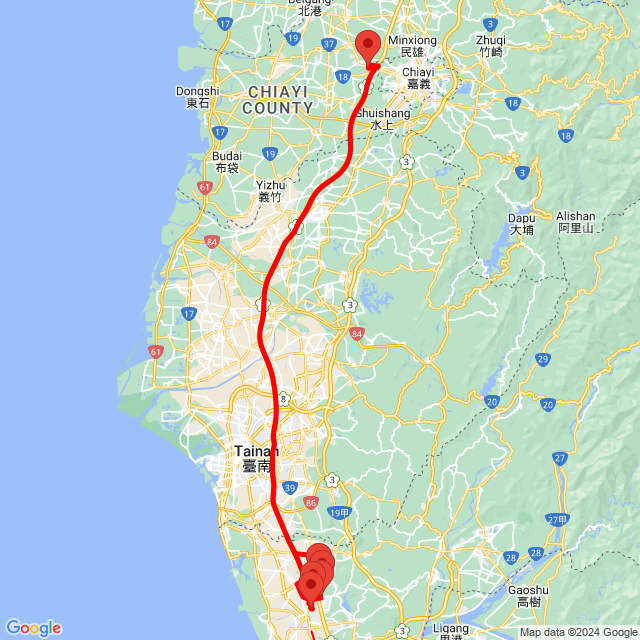 Beigang
北港
Minxiong
民雄
Zhuqi
竹崎
37
18
18
Chiayi
嘉義
Dongshi
東石
CHIAYI
COUNTY
3
Shuishang
水上
17
18
19
Budai
布袋
3
3
61
Yizhu
義竹
Dapu
大埔
Alishan
阿里山
84
3
17
84
61
29
8
20
20
Tainan
臺南
27
3
39
86
19甲
27甲
27
Gaoshu
高樹
Ligang
里港
Google
Map data ©2024 Google